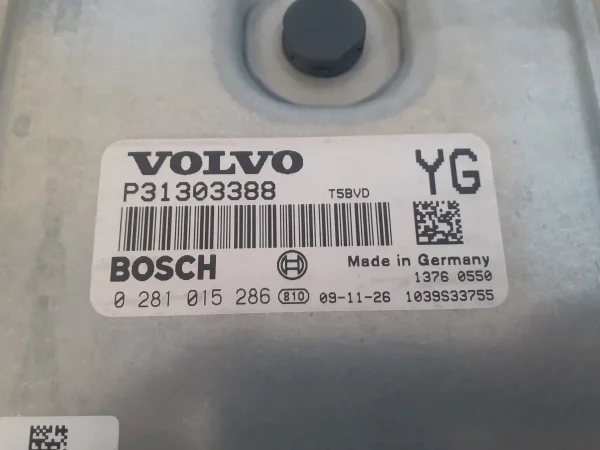 VOLVO
YG
P31303388 T5BVD
BOSCH
Made in Germany
1376 0550
0 281 015 286 810 09-11-26 1039S33755